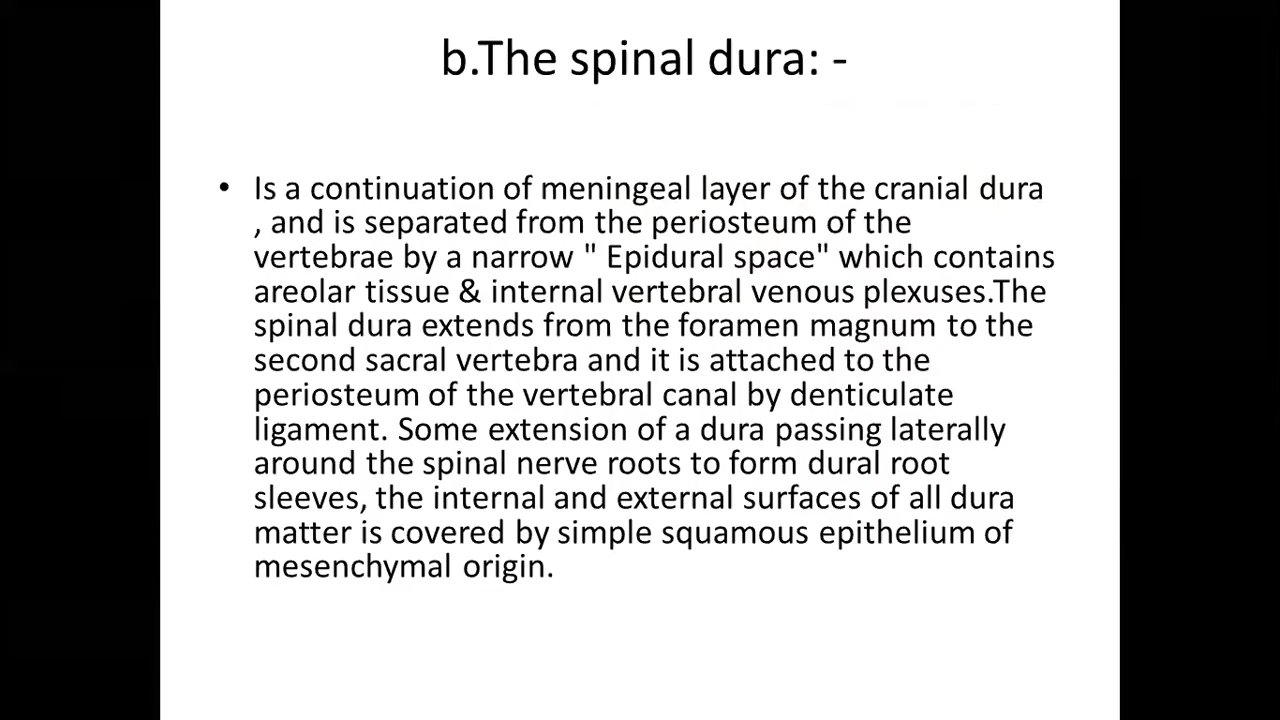 b.The spinal dura: -
• Is a continuation of meningeal layer of the cranial dura
, and is separated from the periosteum of the
vertebrae by a narrow " Epidural space" which contains
areolar tissue & internal vertebral venous plexuses.The
spinal dura extends from the foramen magnum to the
second sacral vertebra and it is attached to the
periosteum of the vertebral canal by denticulate
ligament. Some extension of a dura passing laterally
around the spinal nerve roots to form dural root
sleeves, the internal and external surfaces of all dura
matter is covered by simple squamous epithelium of
mesenchymal origin.